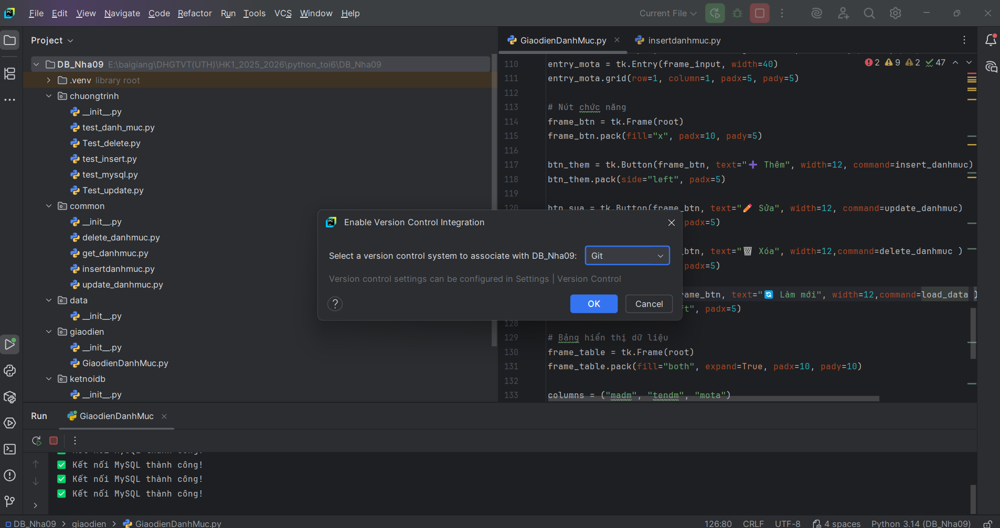 File Edit View Navigate Code Refactor Run Tools VCS Window Help
Current File
Project
DB_Nha09 E:\baigiang\DHGTVT(UTH)\HK1_2025_2026\python_toi6\DB_Nha09
.venv library root
chuongtrinh
__init__.py
test_danh_muc.py
Test_delete.py
test_insert.py
test_mysql.py
Test_update.py
common
__init__.py
delete_danhmuc.py
get_danhmuc.py
insertdanhmuc.py
update_danhmuc.py
data
__init__.py
giaodien
__init__.py
GiaodienDanhMuc.py
ketnoidb
__init__.py
GiaodienDanhMuc.py
insertdanhmuc.py
2 9 2 47
110 entry_mota = tk.Entry(frame_input, width=40)
111 entry_mota.grid(row=1, column=1, padx=5, pady=5)
112
113 # Nút chức năng
114 frame_btn = tk.Frame(root)
115 frame_btn.pack(fill="x", padx=10, pady=5)
116
117 btn_them = tk.Button(frame_btn, text="➕ Thêm", width=12, command=insert_danhmuc)
118 btn_them.pack(side="left", padx=5)
119
120 btn_sua = tk.Button(frame_btn, text="✏️ Sửa", width=12, command=update_danhmuc)
padx=5)
_btn, text="🗑️ Xóa", width=12,command=delete_danhmuc )
padx=5)
rame_btn, text="🔄 Làm mới", width=12,command=load_data )
ft", padx=5)
128
129 # Bảng hiển thị dữ liệu
130 frame_table = tk.Frame(root)
131 frame_table.pack(fill="both", expand=True, padx=10, pady=10)
132
133 columns = ("madm", "tendm", "mota")
Enable Version Control Integration
Select a version control system to associate with DB_Nha09: Git
Version control settings can be configured in Settings | Version Control
? OK Cancel
Run GiaodienDanhMuc
✅ Kết nối MySQL thành công!
✅ Kết nối MySQL thành công!
✅ Kết nối MySQL thành công!
DB_Nha09 > giaodien > GiaodienDanhMuc.py
126:80 CRLF UTF-8 4 spaces Python 3.14 (DB_Nha09)